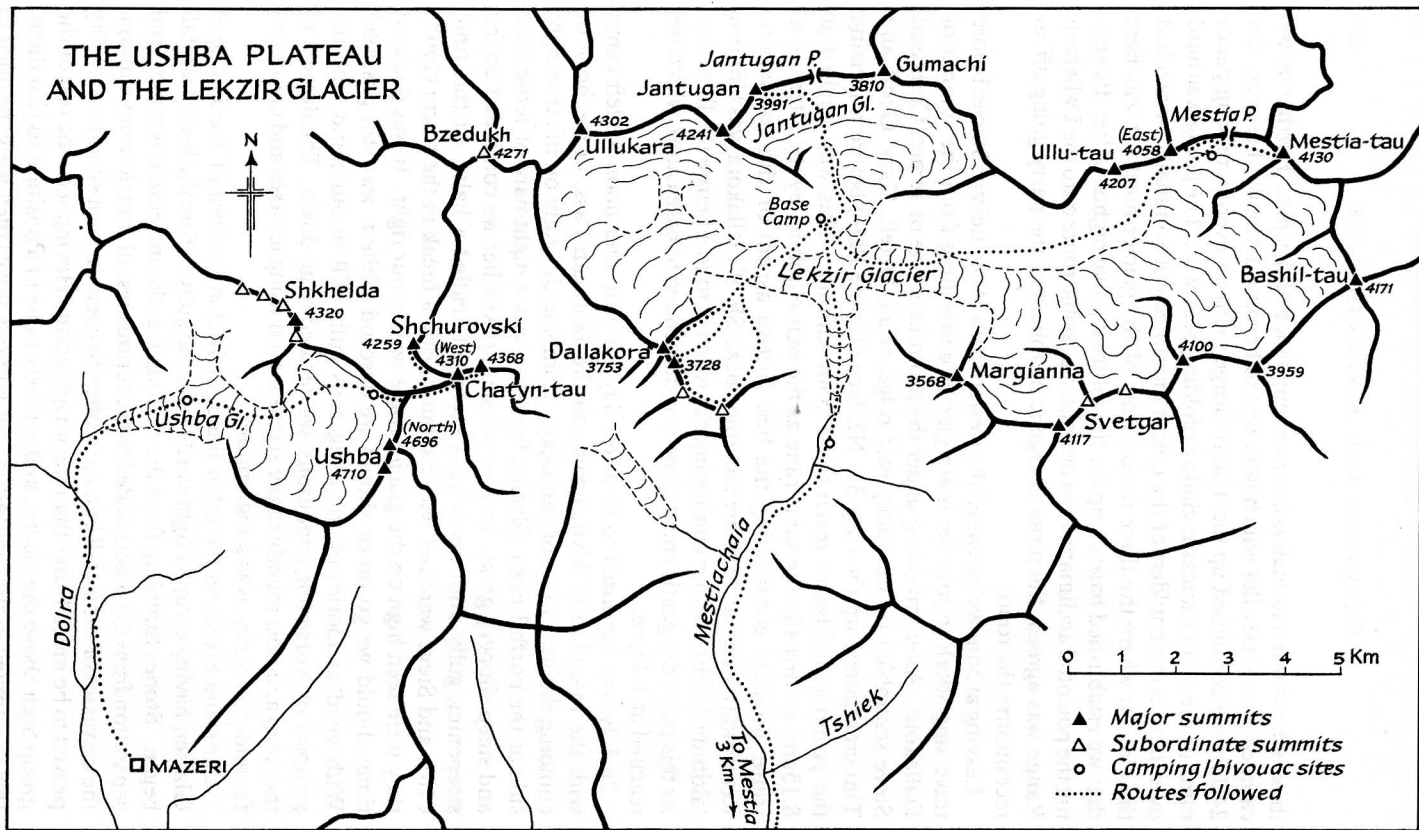 THE USHBA PLATEAU
AND THE LEKZIR GLACIER
N
Jantugan P.
Gumachi
3810
Jantugan
3991
Jantugan Gl.
4302
Ullukara
4241
Bzedukh
4271
Mestia P.
(East)
4058
Ullu-tau
4207
Mestia-tau
4130
Base
Camp
Lekzir Glacier
Bashil-tau
4171
Shkhelda
4320
Shchurovski
4259
(West)
4310
4368
Chatyn-tau
Dallakora
3753
3728
3568
Margianna
4100
3959
Svetgar
4117
Ushba Gl.
(North)
4696
Ushba
4710
Dolra
MAZERI
Mestiachala
Tshiek
To Mestia
3 Km
0 1 2 3 4 5 Km
Major summits
Subordinate summits
Camping/bivouac sites
Routes followed